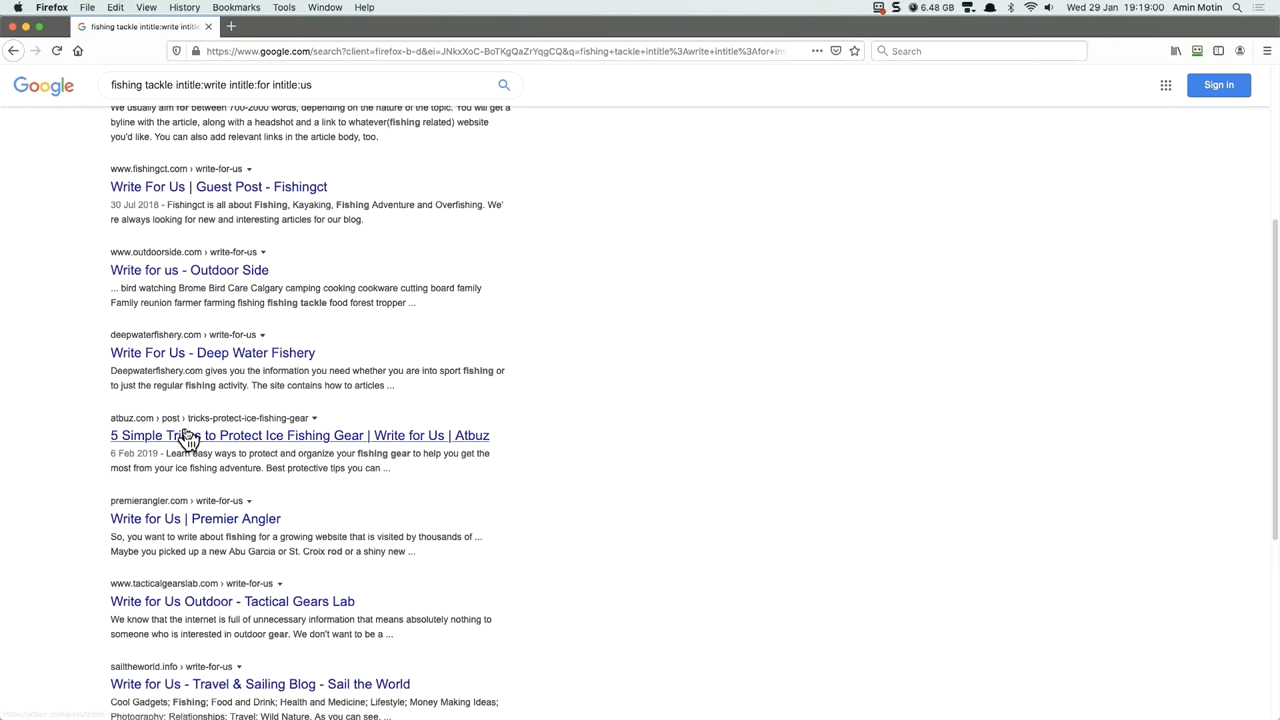 Firefox File Edit View History Bookmarks Tools Window Help 6.48 GB Wed 29 Jan 19:19:00 Amin Motin
fishing tackle intitle:write intitle
https://www.google.com/search?client=firefox-b-d&ei=JNkxXoC-BoTKgQaZrYqgCQ&q=fishing+tackle+intitle%3Awrite+intitle%3Afor+in Search
Google fishing tackle intitle:write intitle:for intitle:us Sign in
We usually aim for between 700-2000 words, depending on the nature of the topic. You will get a
byline with the article, along with a headshot and a link to whatever(fishing related) website
you'd like. You can also add relevant links in the article body, too.
www.fishingct.com › write-for-us
Write For Us | Guest Post - Fishingct
30 Jul 2018 - Fishingct is all about Fishing, Kayaking, Fishing Adventure and Overfishing. We'
re always looking for new and interesting articles for our blog.
www.outdoorside.com › write-for-us
Write for us - Outdoor Side
... bird watching Brome Bird Care Calgary camping cooking cookware cutting board family
Family reunion farmer farming fishing fishing tackle food forest tropper ...
deepwaterfishery.com › write-for-us
Write For Us - Deep Water Fishery
Deepwaterfishery.com gives you the information you need whether you are into sport fishing or
to just the regular fishing activity. The site contains how to articles ...
atbuz.com › post › tricks-protect-ice-fishing-gear
5 Simple Tricks to Protect Ice Fishing Gear | Write for Us | Atbuz
6 Feb 2019 - Learn easy ways to protect and organize your fishing gear to help you get the
most from your ice fishing adventure. Best protective tips you can ...
premierangler.com › write-for-us
Write for Us | Premier Angler
So, you want to write about fishing for a growing website that is visited by thousands of ...
Maybe you picked up a new Abu Garcia or St. Croix rod or a shiny new ...
www.tacticalgearslab.com › write-for-us
Write for Us Outdoor - Tactical Gears Lab
We know that the internet is full of unnecessary information that means absolutely nothing to
someone who is interested in outdoor gear. We don't want to be a ...
sailtheworld.info › write-for-us
Write for Us - Travel & Sailing Blog - Sail the World
Cool Gadgets; Fishing; Food and Drink; Health and Medicine; Lifestyle; Money Making Ideas;
Photography; Relationships; Travel; Wild Nature. As you can see, ...